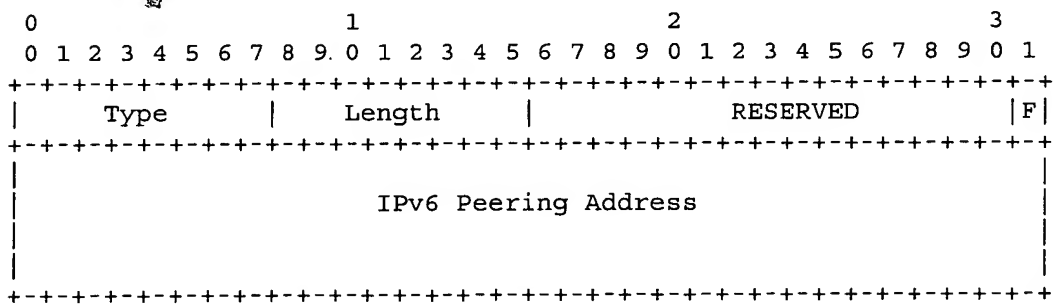 0                   1                   2                   3
0 1 2 3 4 5 6 7 8 9. 0 1 2 3 4 5 6 7 8 9 0 1 2 3 4 5 6 7 8 9 0 1
+-+-+-+-+-+-+-+-+-+-+-+-+-+-+-+-+-+-+-+-+-+-+-+-+-+-+-+-+-+-+-+-+
|     Type      |    Length     |          RESERVED           |F|
+-+-+-+-+-+-+-+-+-+-+-+-+-+-+-+-+-+-+-+-+-+-+-+-+-+-+-+-+-+-+-+-+
|                                                               |
|                     IPv6 Peering Address                      |
|                                                               |
|                                                               |
+-+-+-+-+-+-+-+-+-+-+-+-+-+-+-+-+-+-+-+-+-+-+-+-+-+-+-+-+-+-+-+-+